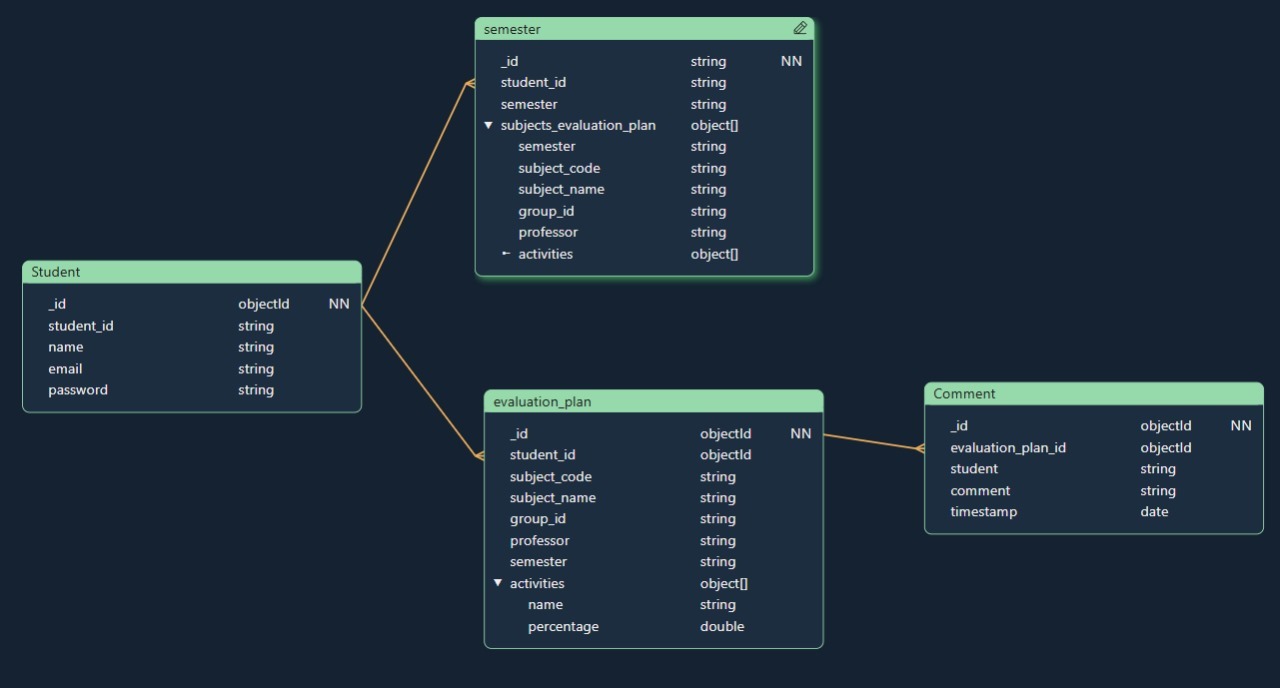 semester
_id string NN
student_id string
semester string
subjects_evaluation_plan object[]
semester string
subject_code string
subject_name string
group_id string
professor string
activities object[]
Student
_id objectId NN
student_id string
name string
email string
password string
evaluation_plan
_id objectId NN
student_id objectId
subject_code string
subject_name string
group_id string
professor string
semester string
activities object[]
name string
percentage double
Comment
_id objectId NN
evaluation_plan_id objectId
student string
comment string
timestamp date